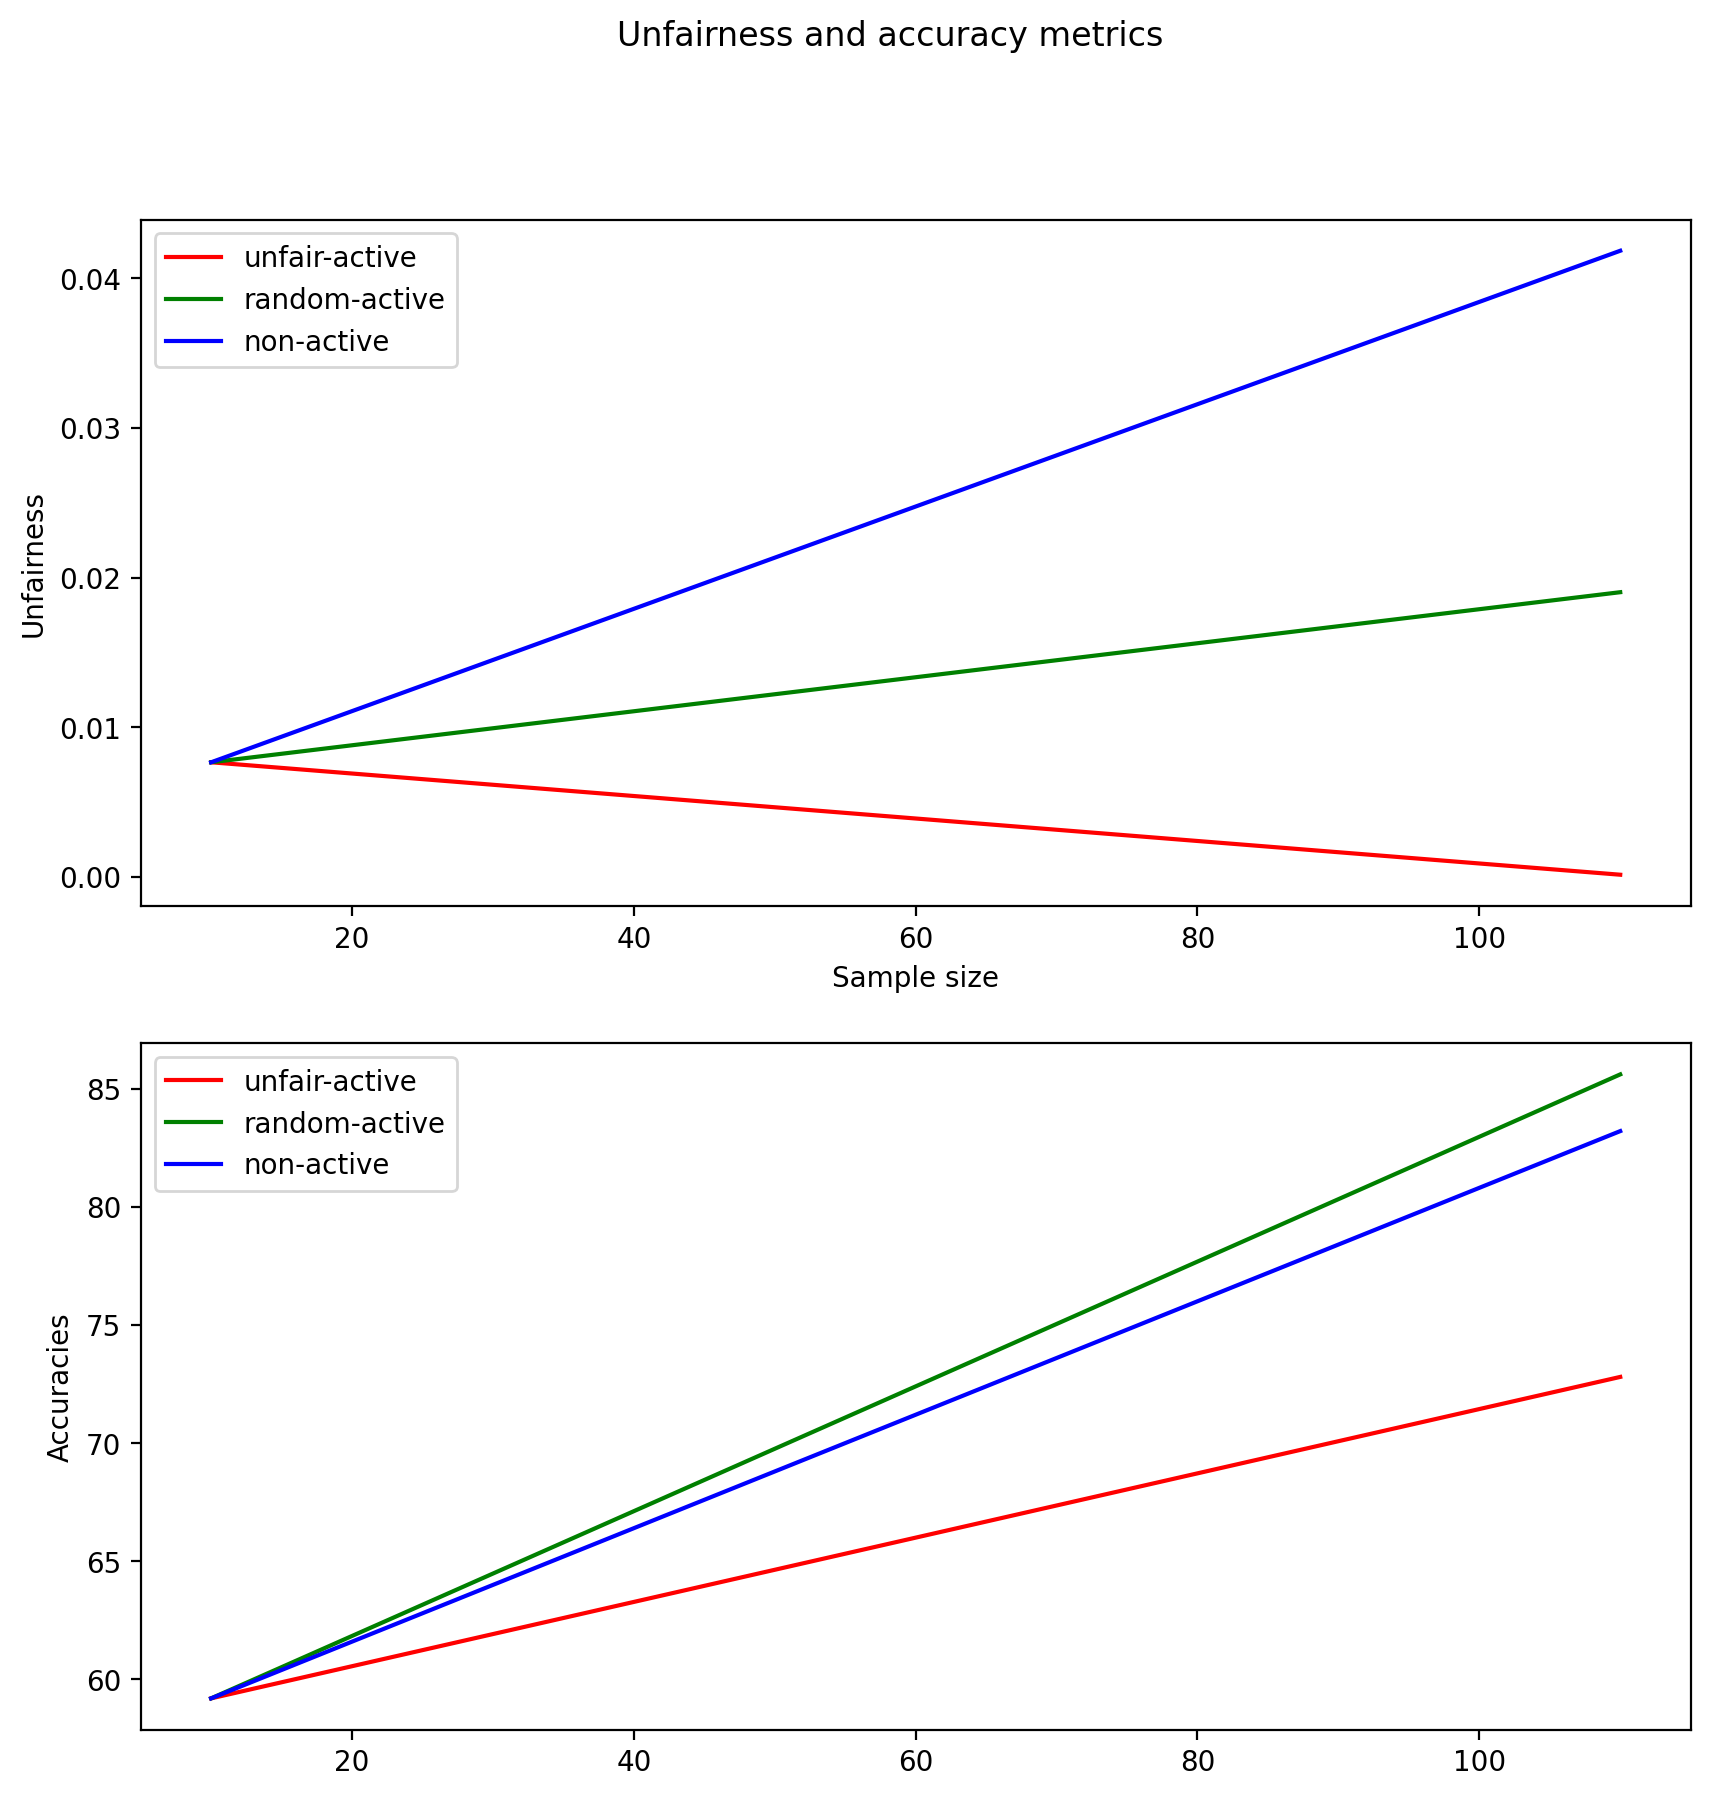 Unfairness and accuracy metrics
unfair-active
random-active
non-active
0.04
0.03
0.02
0.01
0.00
Unfairness
20 40 60 80 100
Sample size
unfair-active
random-active
non-active
85
80
75
70
65
60
Accuracies
20 40 60 80 100